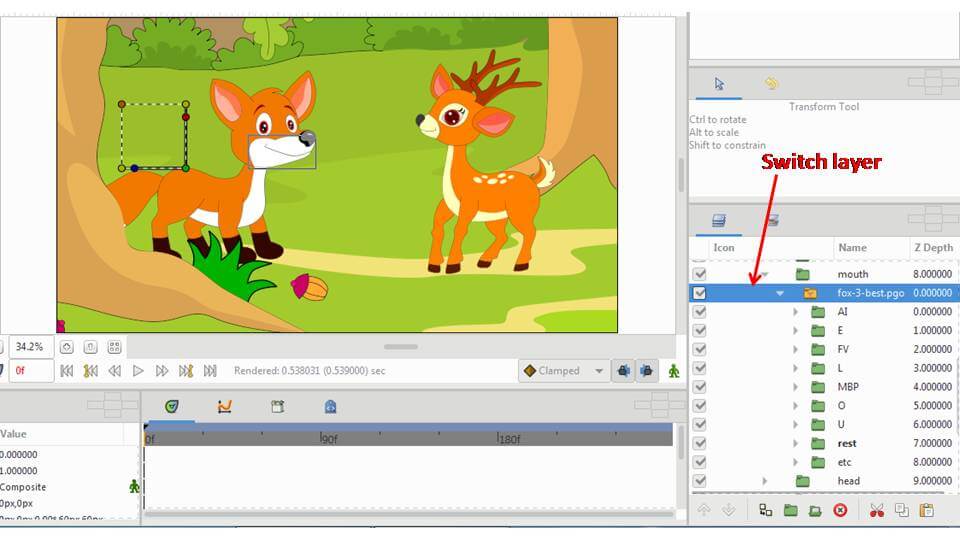 Transform Tool
Ctrl to rotate
Alt to scale
Shift to constrain
Switch layer
Icon Name Z Depth
mouth 8.000000
fox-3-best.pgo 0.000000
AI 0.000000
E 1.000000
FV 2.000000
L 3.000000
MBP 4.000000
O 5.000000
U 6.000000
rest 7.000000
etc 8.000000
head 9.000000
34.2%
0f Rendered: 0.538031 (0.539000) sec Clamped
Value
0f 90f 180f
0.000000
1.000000
Composite
0px,0px